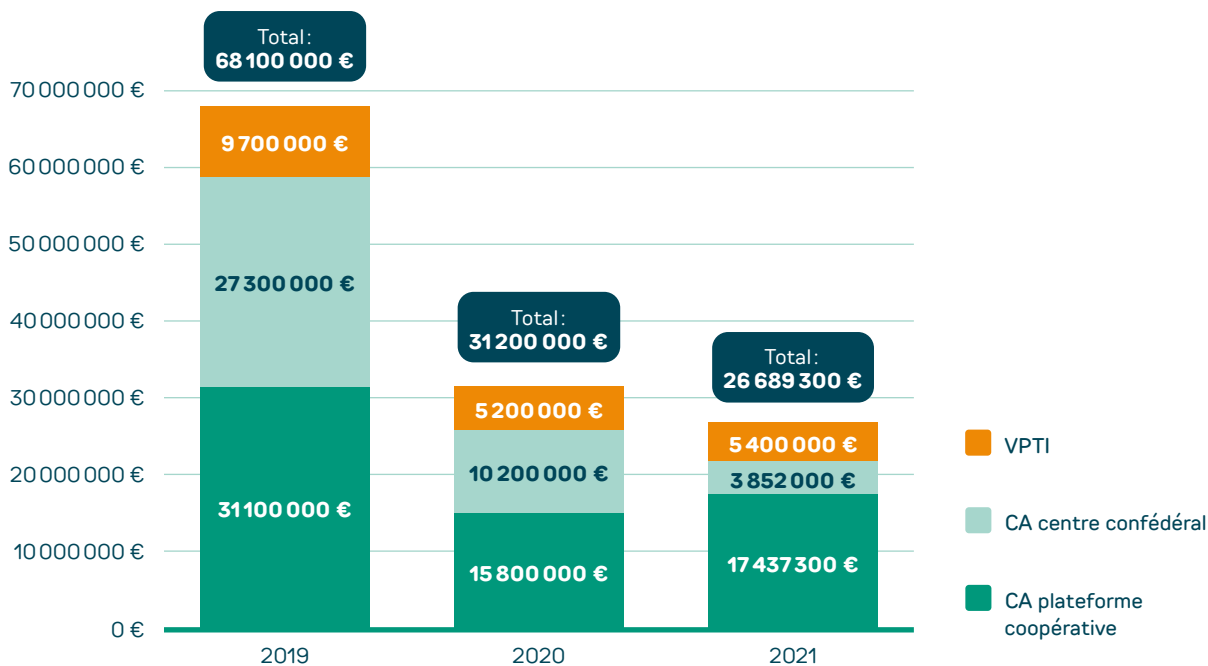 Total :
68 100 000 €
70 000 000 €
9 700 000 €
60 000 000 €
50 000 000 €
27 300 000 €
40 000 000 €
Total :
31 200 000 €
Total :
26 689 300 €
30 000 000 €
5 200 000 €
5 400 000 €
VPTI
20 000 000 €
10 200 000 €
3 852 000 €
31 100 000 €
CA centre confédéral
10 000 000 €
15 800 000 €
17 437 300 €
CA plateforme
coopérative
0 €
2019
2020
2021